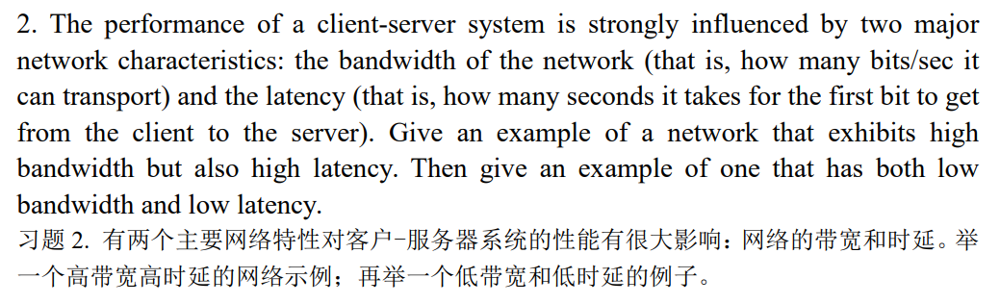 2. The performance of a client-server system is strongly influenced by two major
network characteristics: the bandwidth of the network (that is, how many bits/sec it
can transport) and the latency (that is, how many seconds it takes for the first bit to get
from the client to the server). Give an example of a network that exhibits high
bandwidth but also high latency. Then give an example of one that has both low
bandwidth and low latency.
习题 2. 有两个主要网络特性对客户-服务器系统的性能有很大影响：网络的带宽和时延。举
一个高带宽高时延的网络示例；再举一个低带宽和低时延的例子。